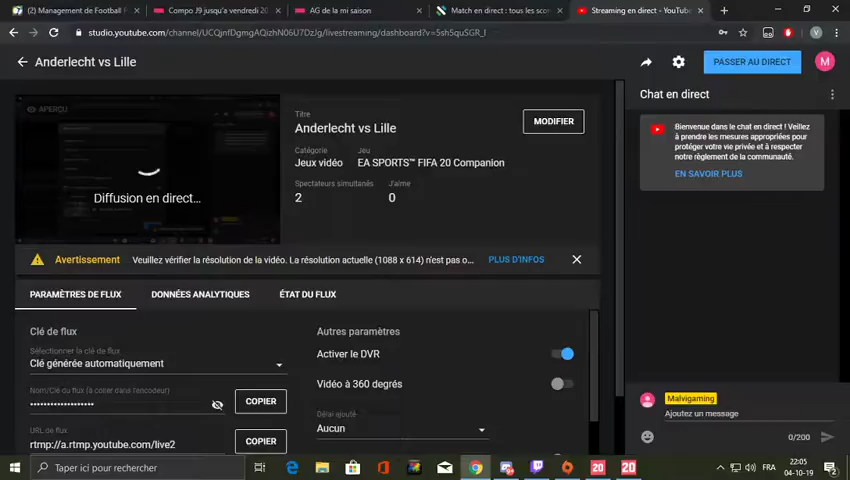 (2) Management de Football F
Compo J9 jusqu'a vendredi 20
AG de la mi saison
Match en direct : tous les scor
Streaming en direct - YouTube
studio.youtube.com/channel/
Anderlecht vs Lille
PASSER AU DIRECT
M
APERÇU
Diffusion en direct...
Titre
Anderlecht vs Lille
MODIFIER
Catégorie
Jeu
Jeux vidéo
EA SPORTS™ FIFA 20 Companion
Spectateurs simultanés
J'aime
2
0
Avertissement
Veuillez vérifier la résolution de la vidéo. La résolution actuelle (1088 x 614) n'est pas o...
PLUS D'INFOS
PARAMÈTRES DE FLUX
DONNÉES ANALYTIQUES
ÉTAT DU FLUX
Clé de flux
Sélectionner la clé de flux
Clé générée automatiquement
Nom/Clé du flux (à coller dans l'encodeur)
••••••••••••••••••
COPIER
URL de flux
rtmp://a.rtmp.youtube.com/live2
COPIER
Autres paramètres
Activer le DVR
Vidéo à 360 degrés
Délai ajouté
Aucun
Chat en direct
Bienvenue dans le chat en direct ! Veillez
à prendre les mesures appropriées pour
protéger votre vie privée et à respecter
notre règlement de la communauté.
EN SAVOIR PLUS
Malvigaming
Ajoutez un message
0/200
Taper ici pour rechercher
20
20
FRA
22:05
04-10-19
2